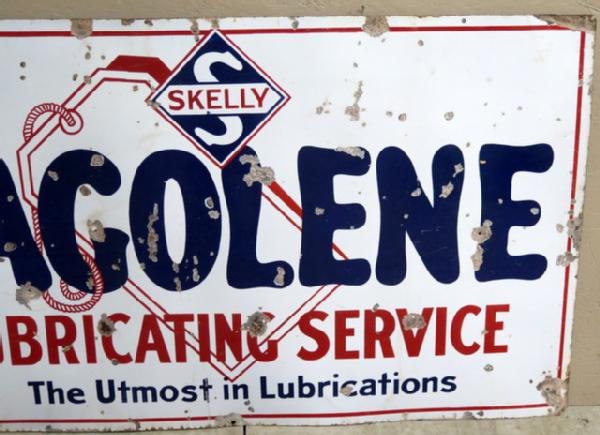 S
SKELLY
AGOLENE
UBRICATING SERVICE
The Utmost in Lubrications